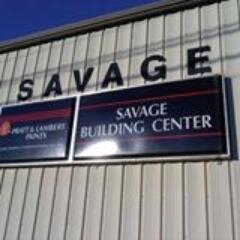 SAVAGE
PRATT & LAMBERT
PAINTS
SAVAGE
BUILDING CENTER